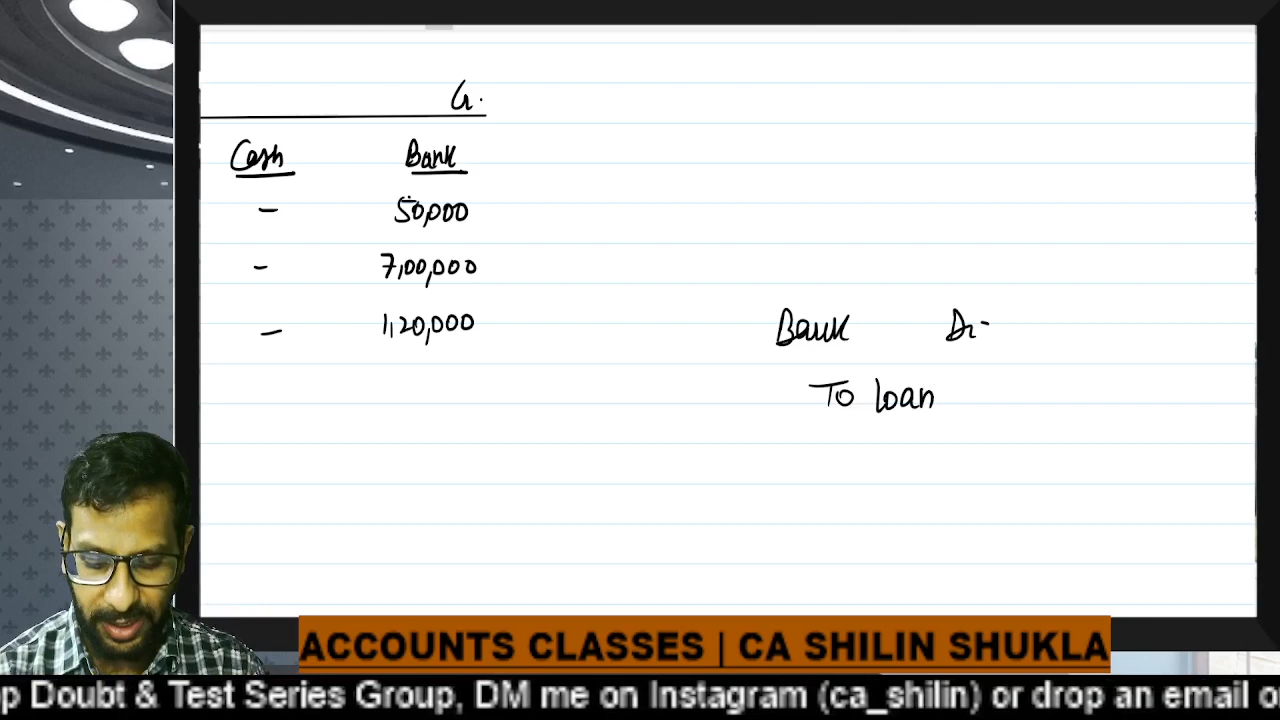 Cr.
Cash Bank
- 50,000
- 7,00,000
- 1,20,000
Bank Dr.
To loan
ACCOUNTS CLASSES | CA SHILIN SHUKLA
p Doubt & Test Series Group, DM me on Instagram (ca_shilin) or drop an email o